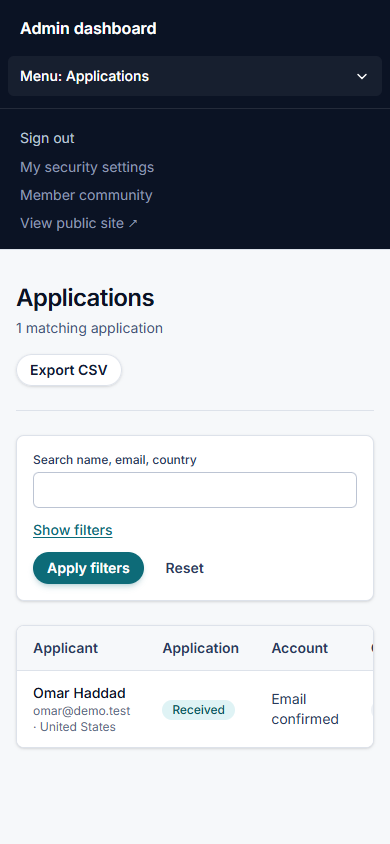 Admin dashboard
Menu: Applications
Sign out
My security settings
Member community
View public site ↗
Applications
1 matching application
Export CSV
Search name, email, country
Show filters
Apply filters Reset
Applicant Application Account
Omar Haddad
omar@demo.test
· United States
Received
Email
confirmed